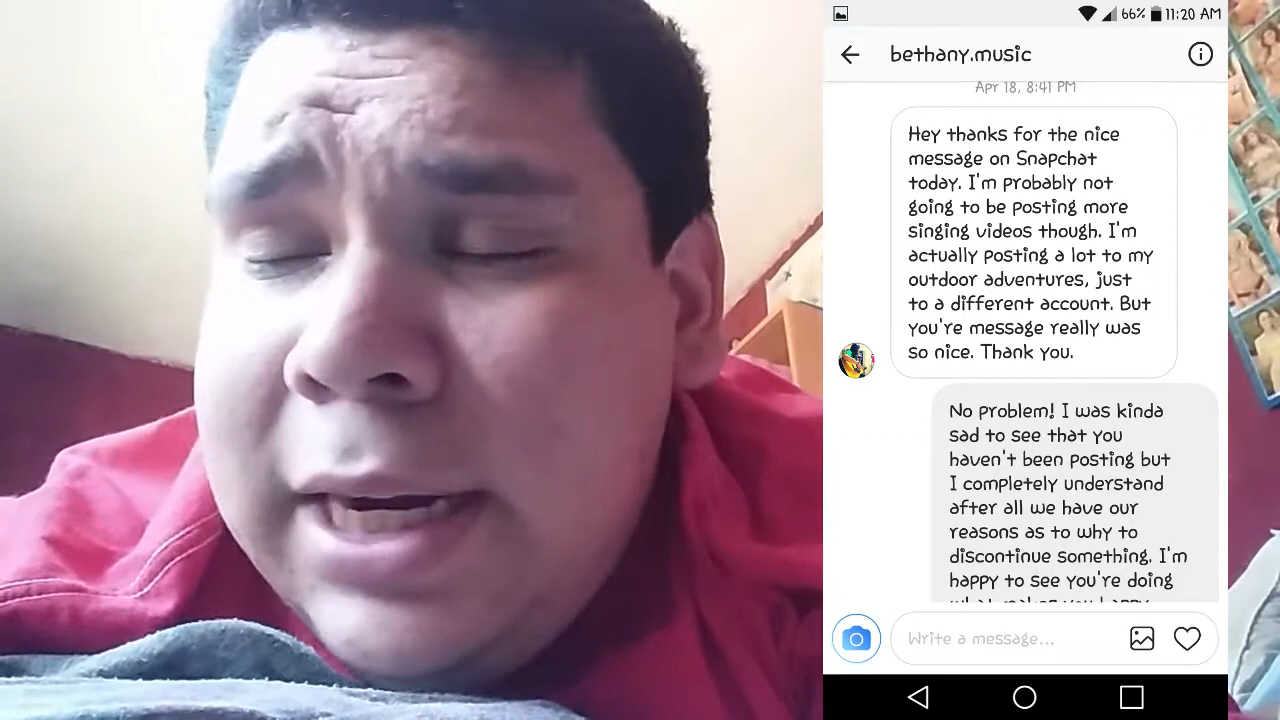 66% 11:20 AM
bethany.music
Apr 18, 8:41 PM
Hey thanks for the nice
message on Snapchat
today. I'm probably not
going to be posting more
singing videos though. I'm
actually posting a lot to my
outdoor adventures, just
to a different account. But
you're message really was
so nice. Thank you.
No problem! I was kinda
sad to see that you
haven't been posting but
I completely understand
after all we have our
reasons as to why to
discontinue something. I'm
happy to see you're doing
what makes you happy
Write a message...